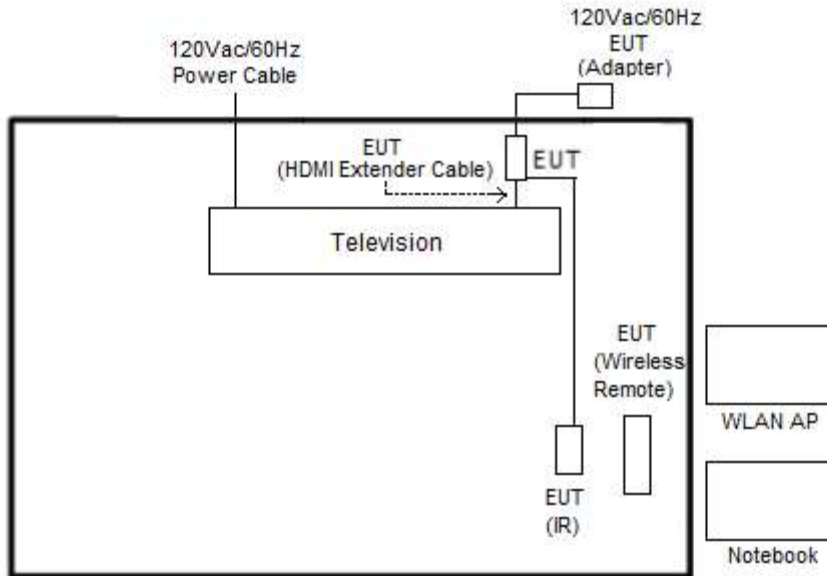 120Vac/60Hz
Power Cable
120Vac/60Hz
EUT
(Adapter)
EUT
(HDMI Extender Cable)
EUT
Television
EUT
(Wireless
Remote)
WLAN AP
EUT
(IR)
Notebook